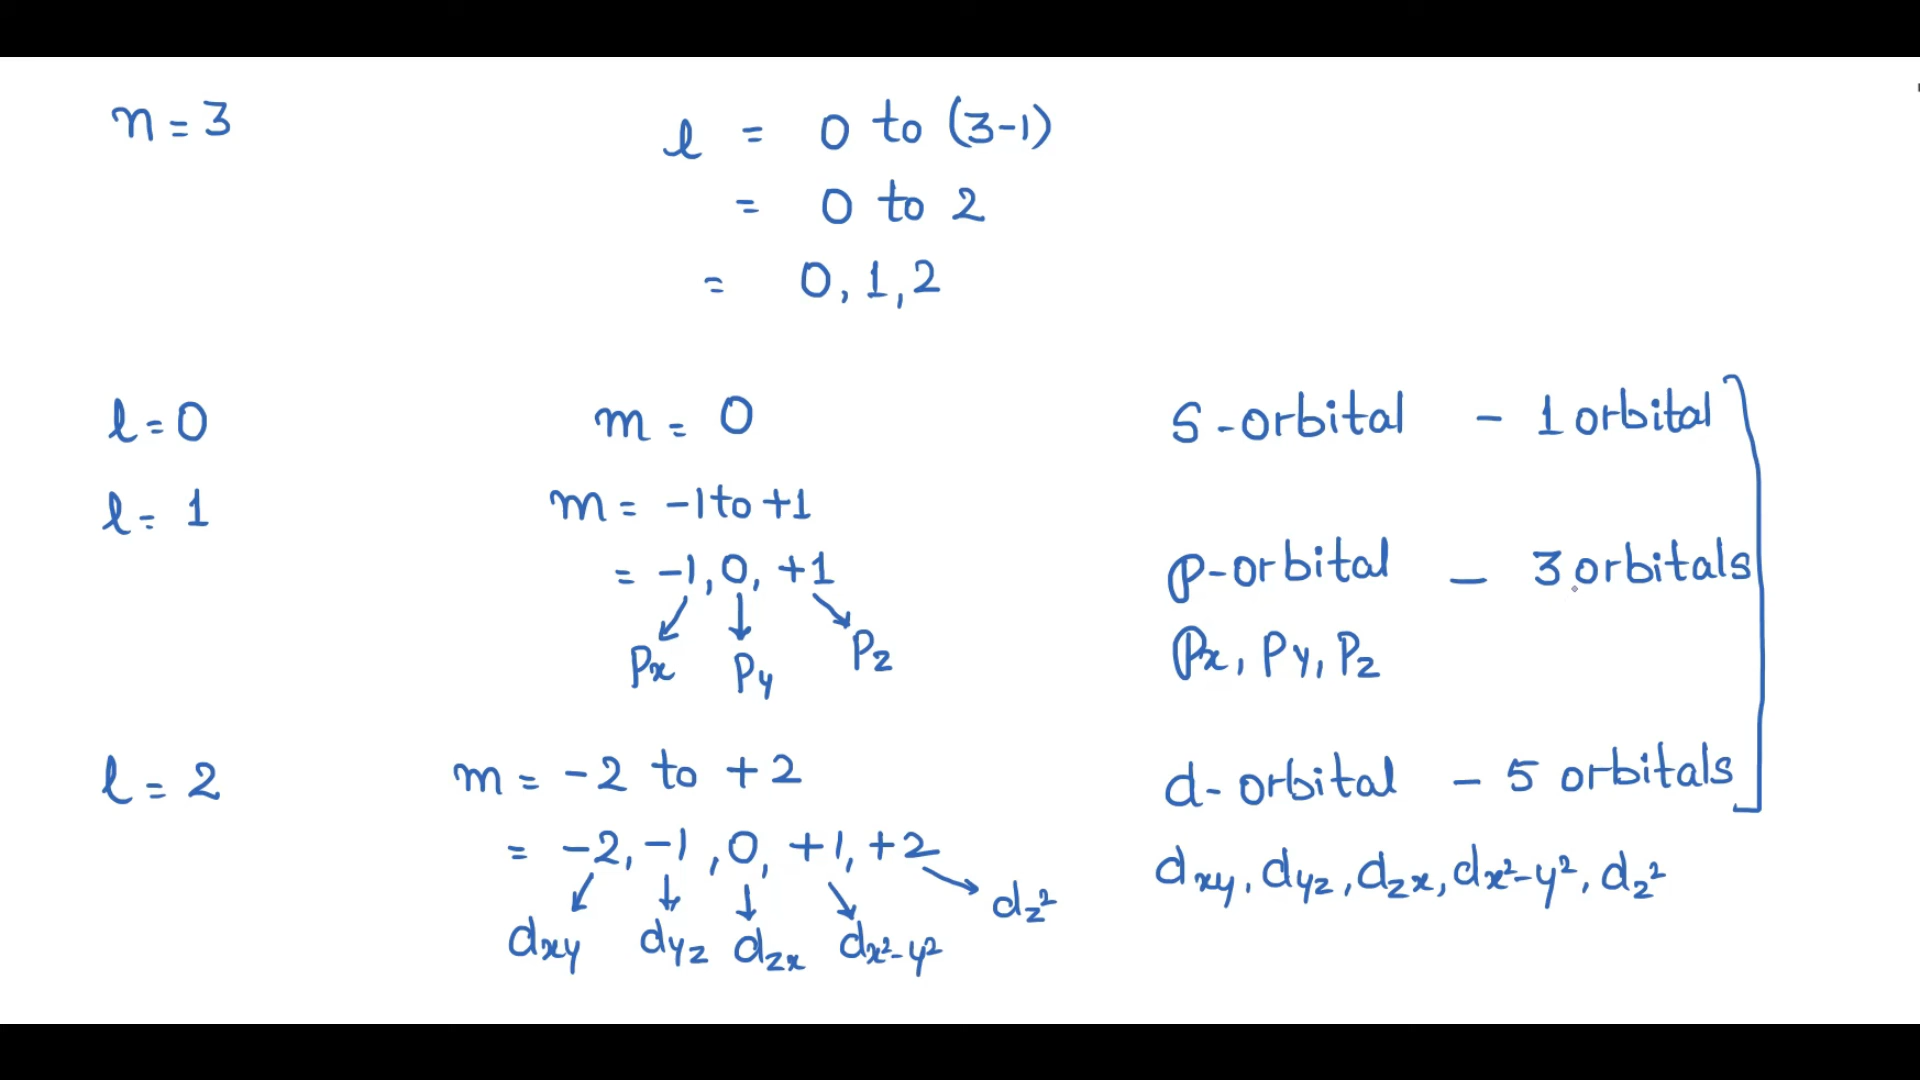 n = 3
l = 0 to (3-1)
= 0 to 2
= 0, 1, 2
l = 0 m = 0 S-orbital - 1 orbital
l = 1 m = -1 to +1
= -1, 0, +1 p-orbital - 3 orbitals
Px Py Pz Px, Py, Pz
l = 2 m = -2 to +2 d-orbital - 5 orbitals
= -2, -1, 0, +1, +2 dxy, dyz, dzx, dx²-y², dz²
dxy dyz dzx dx²-y² dz²